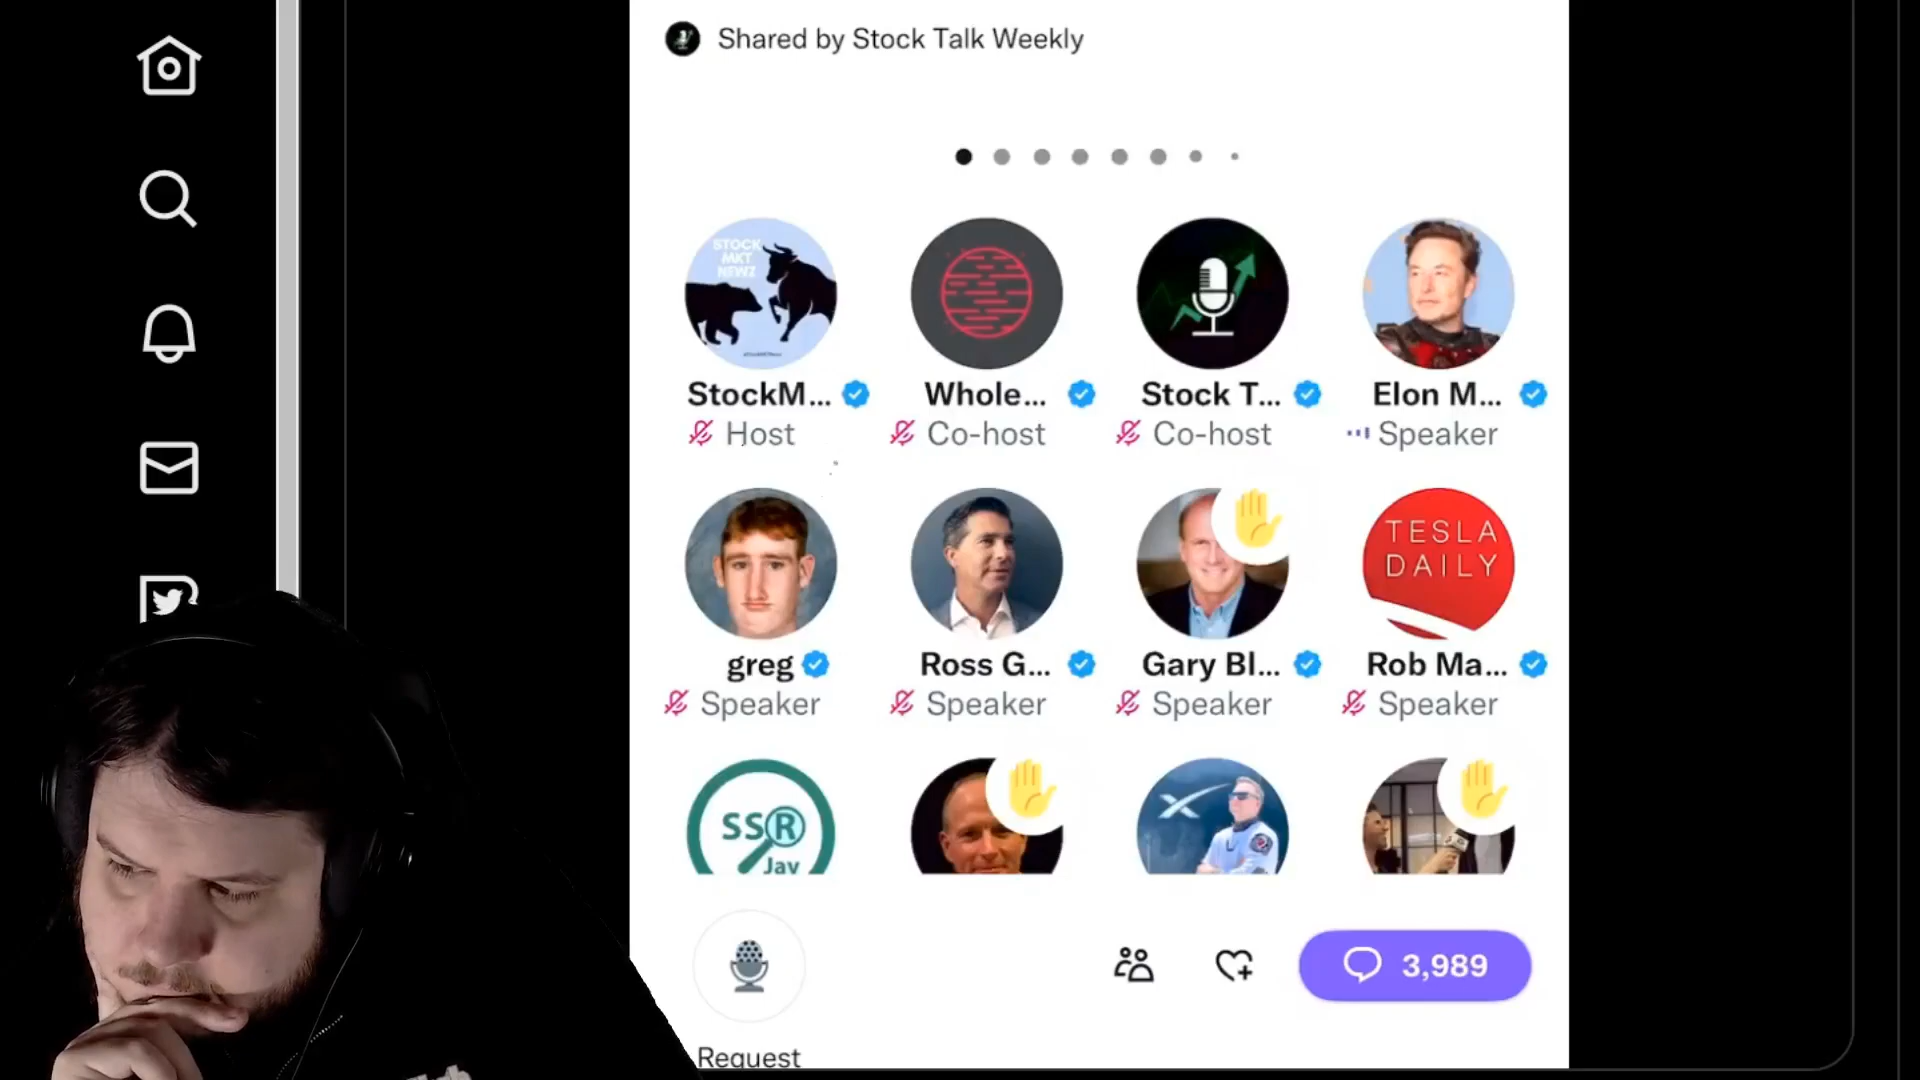 Shared by Stock Talk Weekly
STOCK
MKT
NEWZ
StockM...
Whole...
Stock T...
Elon M...
Host
Co-host
Co-host
Speaker
TESLA
DAILY
greg
Ross G...
Gary Bl...
Rob Ma...
Speaker
Speaker
Speaker
Speaker
SSR
Jay
X
3,989
Request